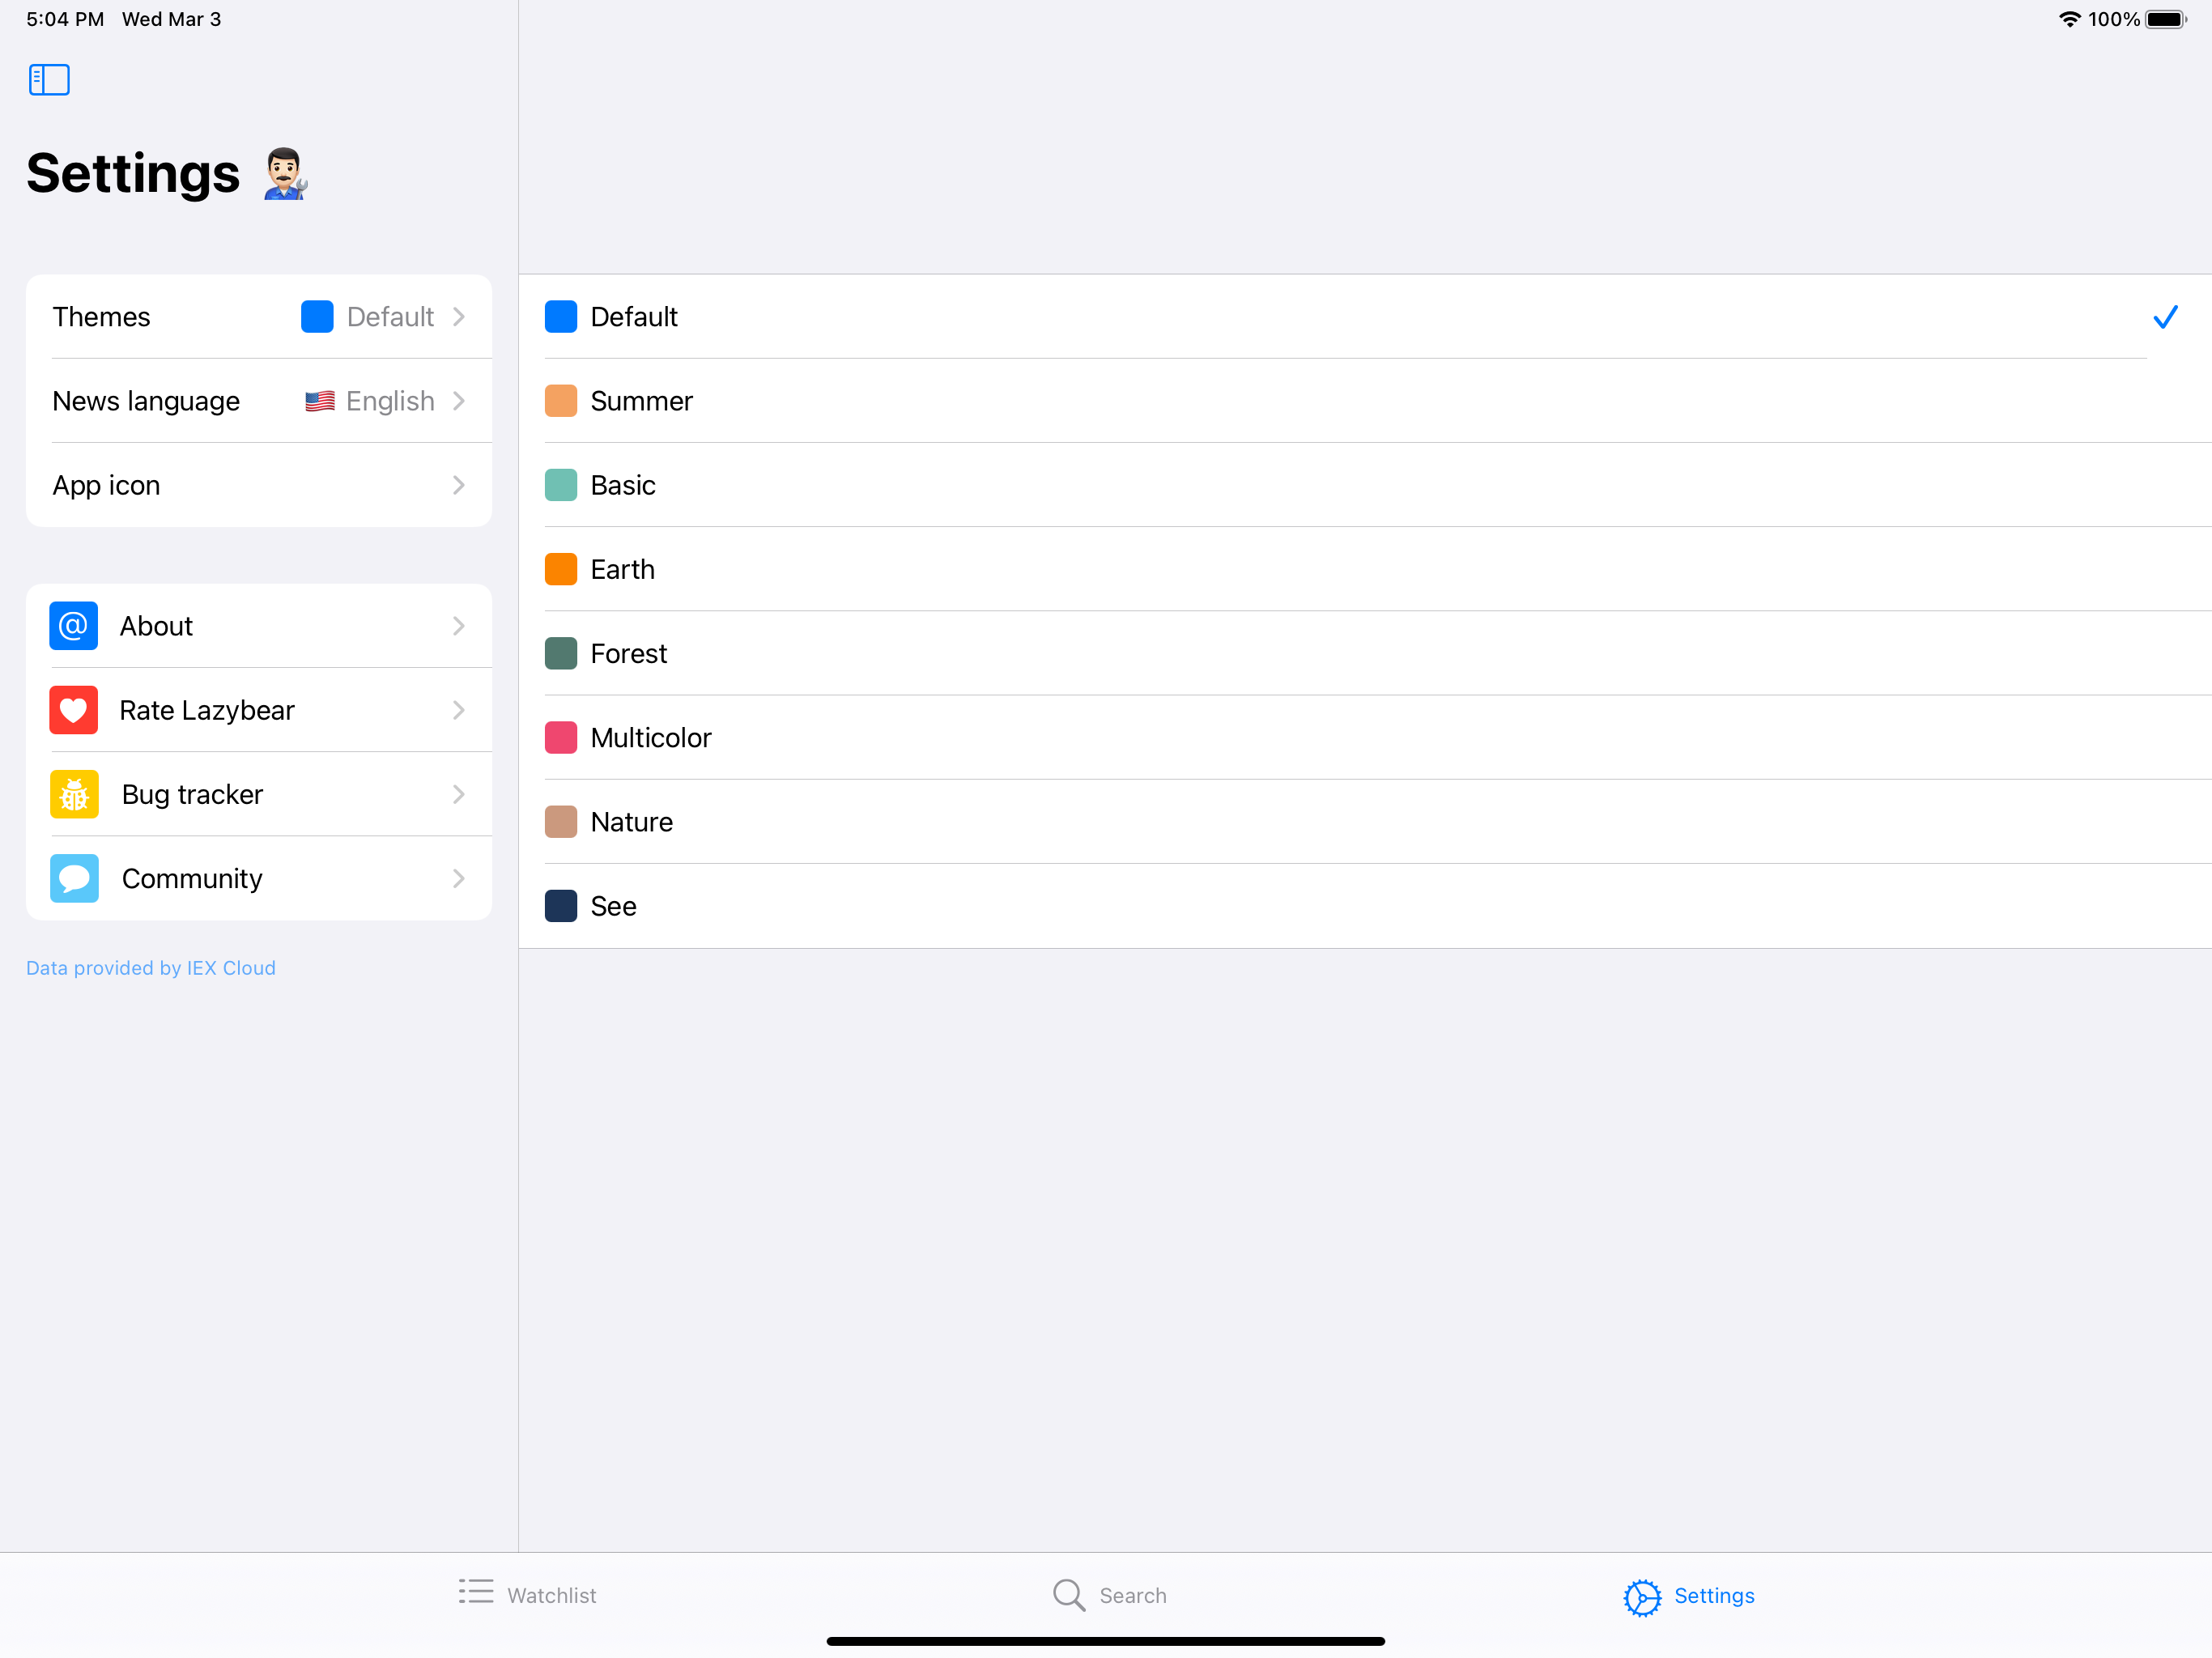 5:04 PM Wed Mar 3
100%
Settings
Themes Default
News language English
App icon
@ About
Rate Lazybear
Bug tracker
Community
Data provided by IEX Cloud
Default
Summer
Basic
Earth
Forest
Multicolor
Nature
See
Watchlist
Search
Settings